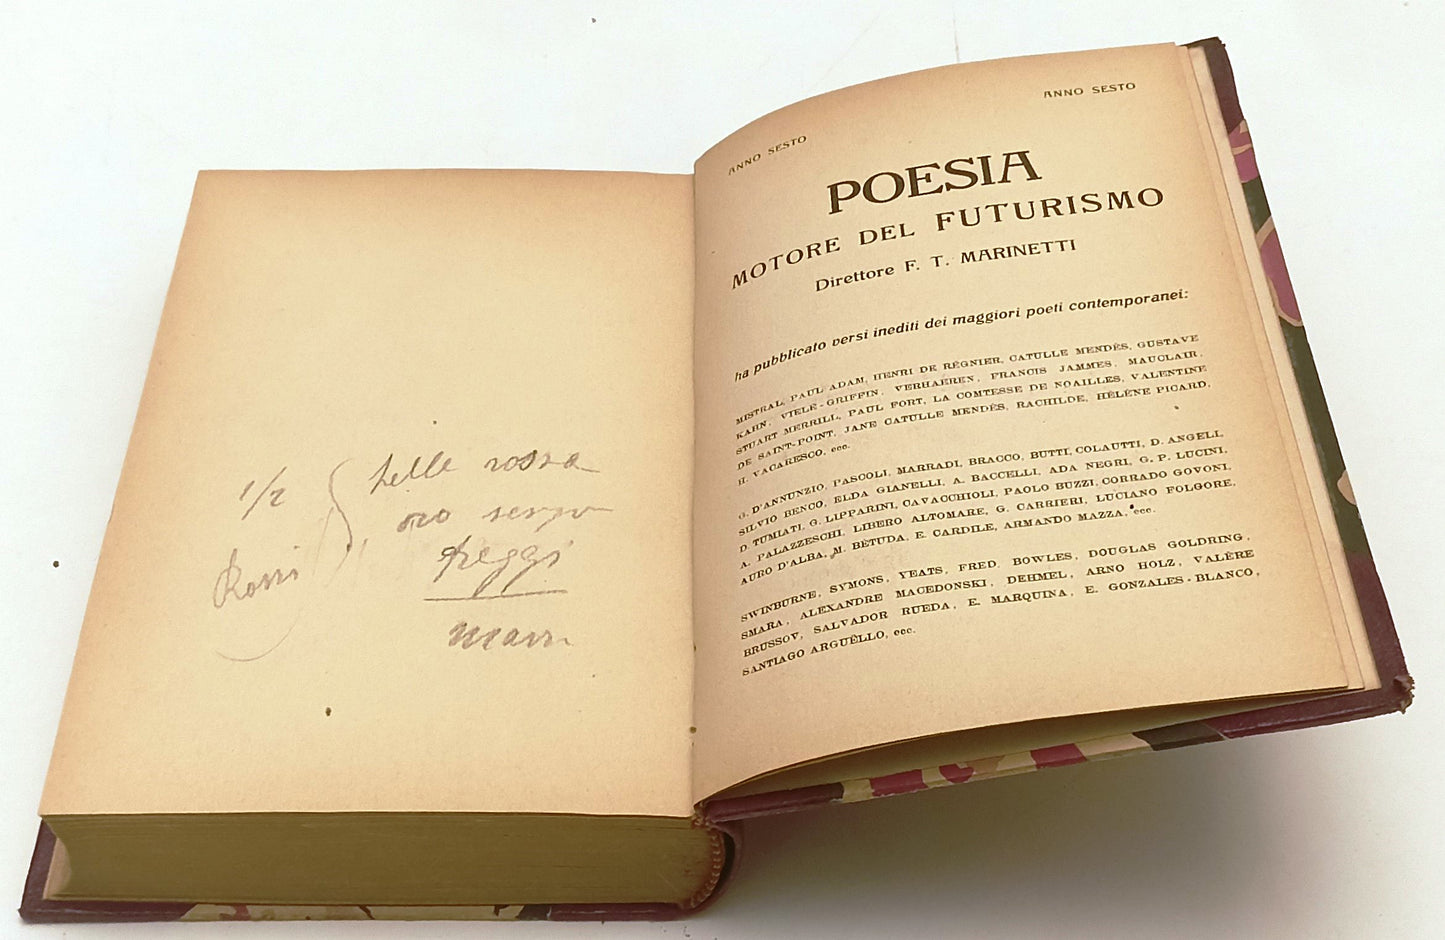 1/2
pelle rossa
oro
freggi
Rossi
ANNO SESTO ANNO SESTO
POESIA
MOTORE DEL FUTURISMO
Direttore F. T. MARINETTI
ha pubblicato versi inediti dei maggiori poeti contemporanei:
MISTRAL, PAUL ADAM, HENRI DE RÉGNIER, CATULLE MENDÈS, GUSTAVE
KAHN, VIELÉ-GRIFFIN, VERHAEREN, FRANCIS JAMMES, MAUCLAIR,
STUART MERRILL, PAUL FORT, LA COMTESSE DE NOAILLES, VALENTINE
DE SAINT-POINT, JANE CATULLE MENDÈS, RACHILDE, HÉLÈNE PICARD,
H. VACARESCO, ecc.
G. D'ANNUNZIO, PASCOLI, MARRADI, BRACCO, BUTTI, COLAUTTI, D. ANGELI,
SILVIO BENCO, ELDA GIANELLI, A. BACCELLI, ADA NEGRI, G. P. LUCINI,
D. TUMIATI, G. LIPPARINI, CAVACCHIOLI, PAOLO BUZZI, CORRADO GOVONI,
A. PALAZZESCHI, LIBERO ALTOMARE, G. CARRIERI, LUCIANO FOLGORE,
AURO D'ALBA, M. BÈTUDA, E. CARDILE, ARMANDO MAZZA, ecc.
SWINBURNE, SYMONS, YEATS, FRED. BOWLES, DOUGLAS GOLDRING,
SMARA, ALEXANDRE MACEDONSKI, DEHMEL, ARNO HOLZ, VALÈRE
BRUSSOV, SALVADOR RUEDA, E. MARQUINA, E. GONZALES-BLANCO,
SANTIAGO ARGUËLLO, ecc.